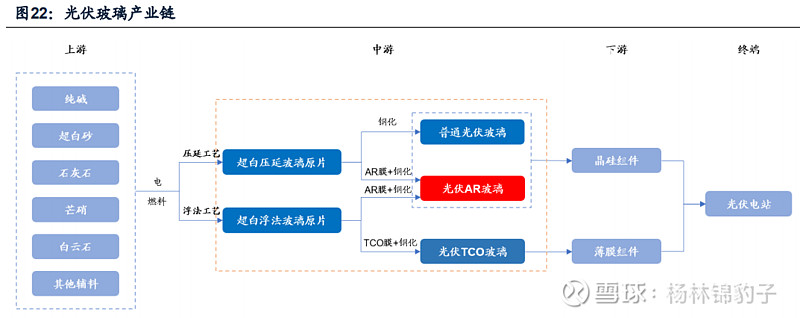 图22：光伏玻璃产业链
上游
中游
下游
终端
纯碱
超白砂
石灰石
芒硝
白云石
其他辅料
电
燃料
压延工艺
浮法工艺
超白压延玻璃原片
超白浮法玻璃原片
钢化
AR膜+钢化
AR膜+钢化
TCO膜+钢化
普通光伏玻璃
光伏AR玻璃
光伏TCO玻璃
晶硅组件
薄膜组件
光伏电站
雪球：杨林锦豹子